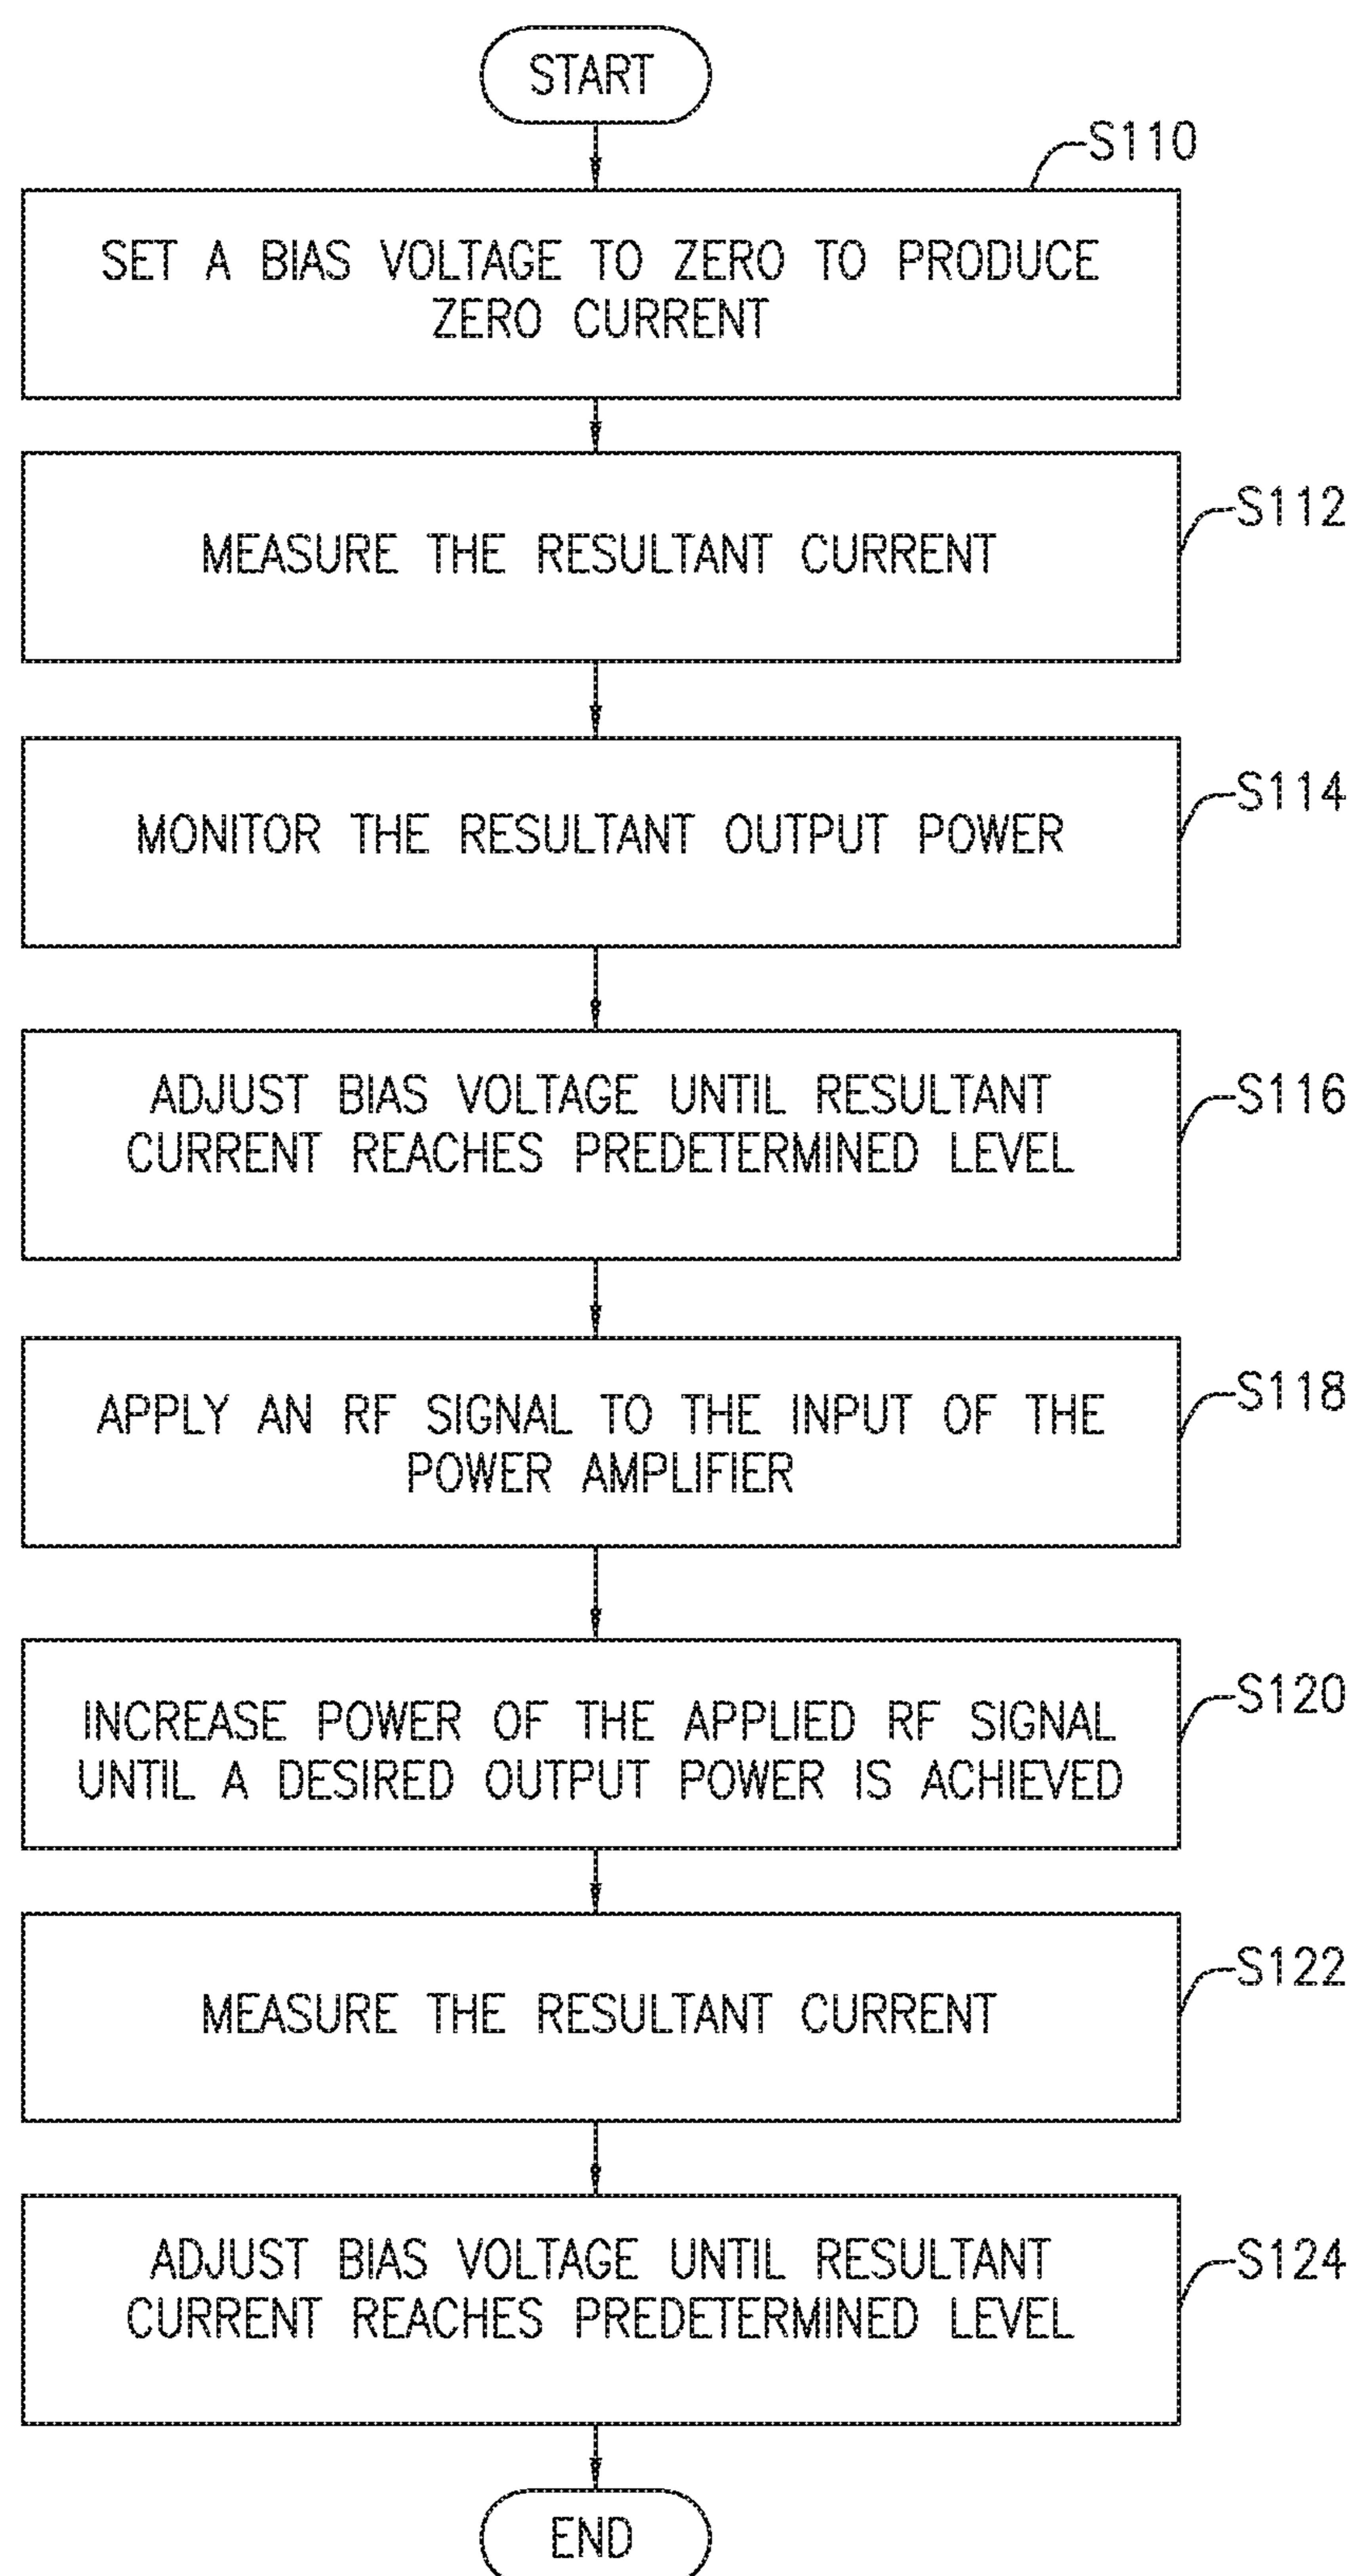 START
S110
SET A BIAS VOLTAGE TO ZERO TO PRODUCE
ZERO CURRENT
S112
MEASURE THE RESULTANT CURRENT
S114
MONITOR THE RESULTANT OUTPUT POWER
S116
ADJUST BIAS VOLTAGE UNTIL RESULTANT
CURRENT REACHES PREDETERMINED LEVEL
S118
APPLY AN RF SIGNAL TO THE INPUT OF THE
POWER AMPLIFIER
S120
INCREASE POWER OF THE APPLIED RF SIGNAL
UNTIL A DESIRED OUTPUT POWER IS ACHIEVED
S122
MEASURE THE RESULTANT CURRENT
S124
ADJUST BIAS VOLTAGE UNTIL RESULTANT
CURRENT REACHES PREDETERMINED LEVEL
END